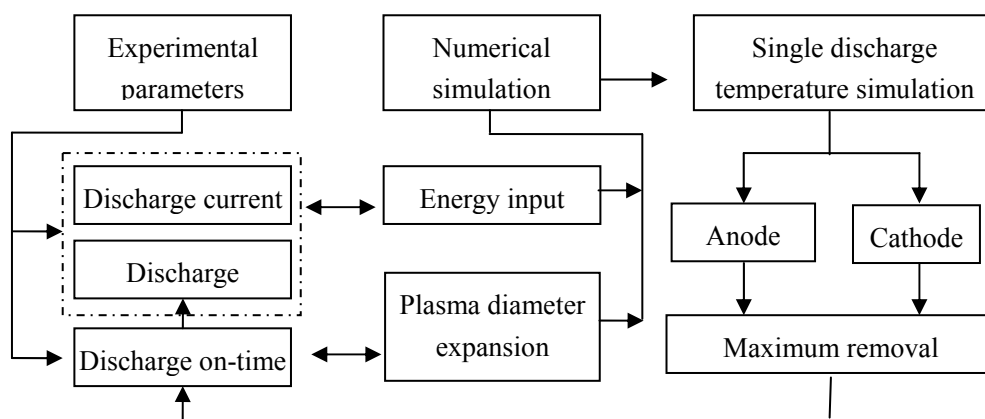 Experimental
parameters
Numerical
simulation
Single discharge
temperature simulation
Discharge current
Discharge
Discharge on-time
Energy input
Plasma diameter
expansion
Anode
Cathode
Maximum removal